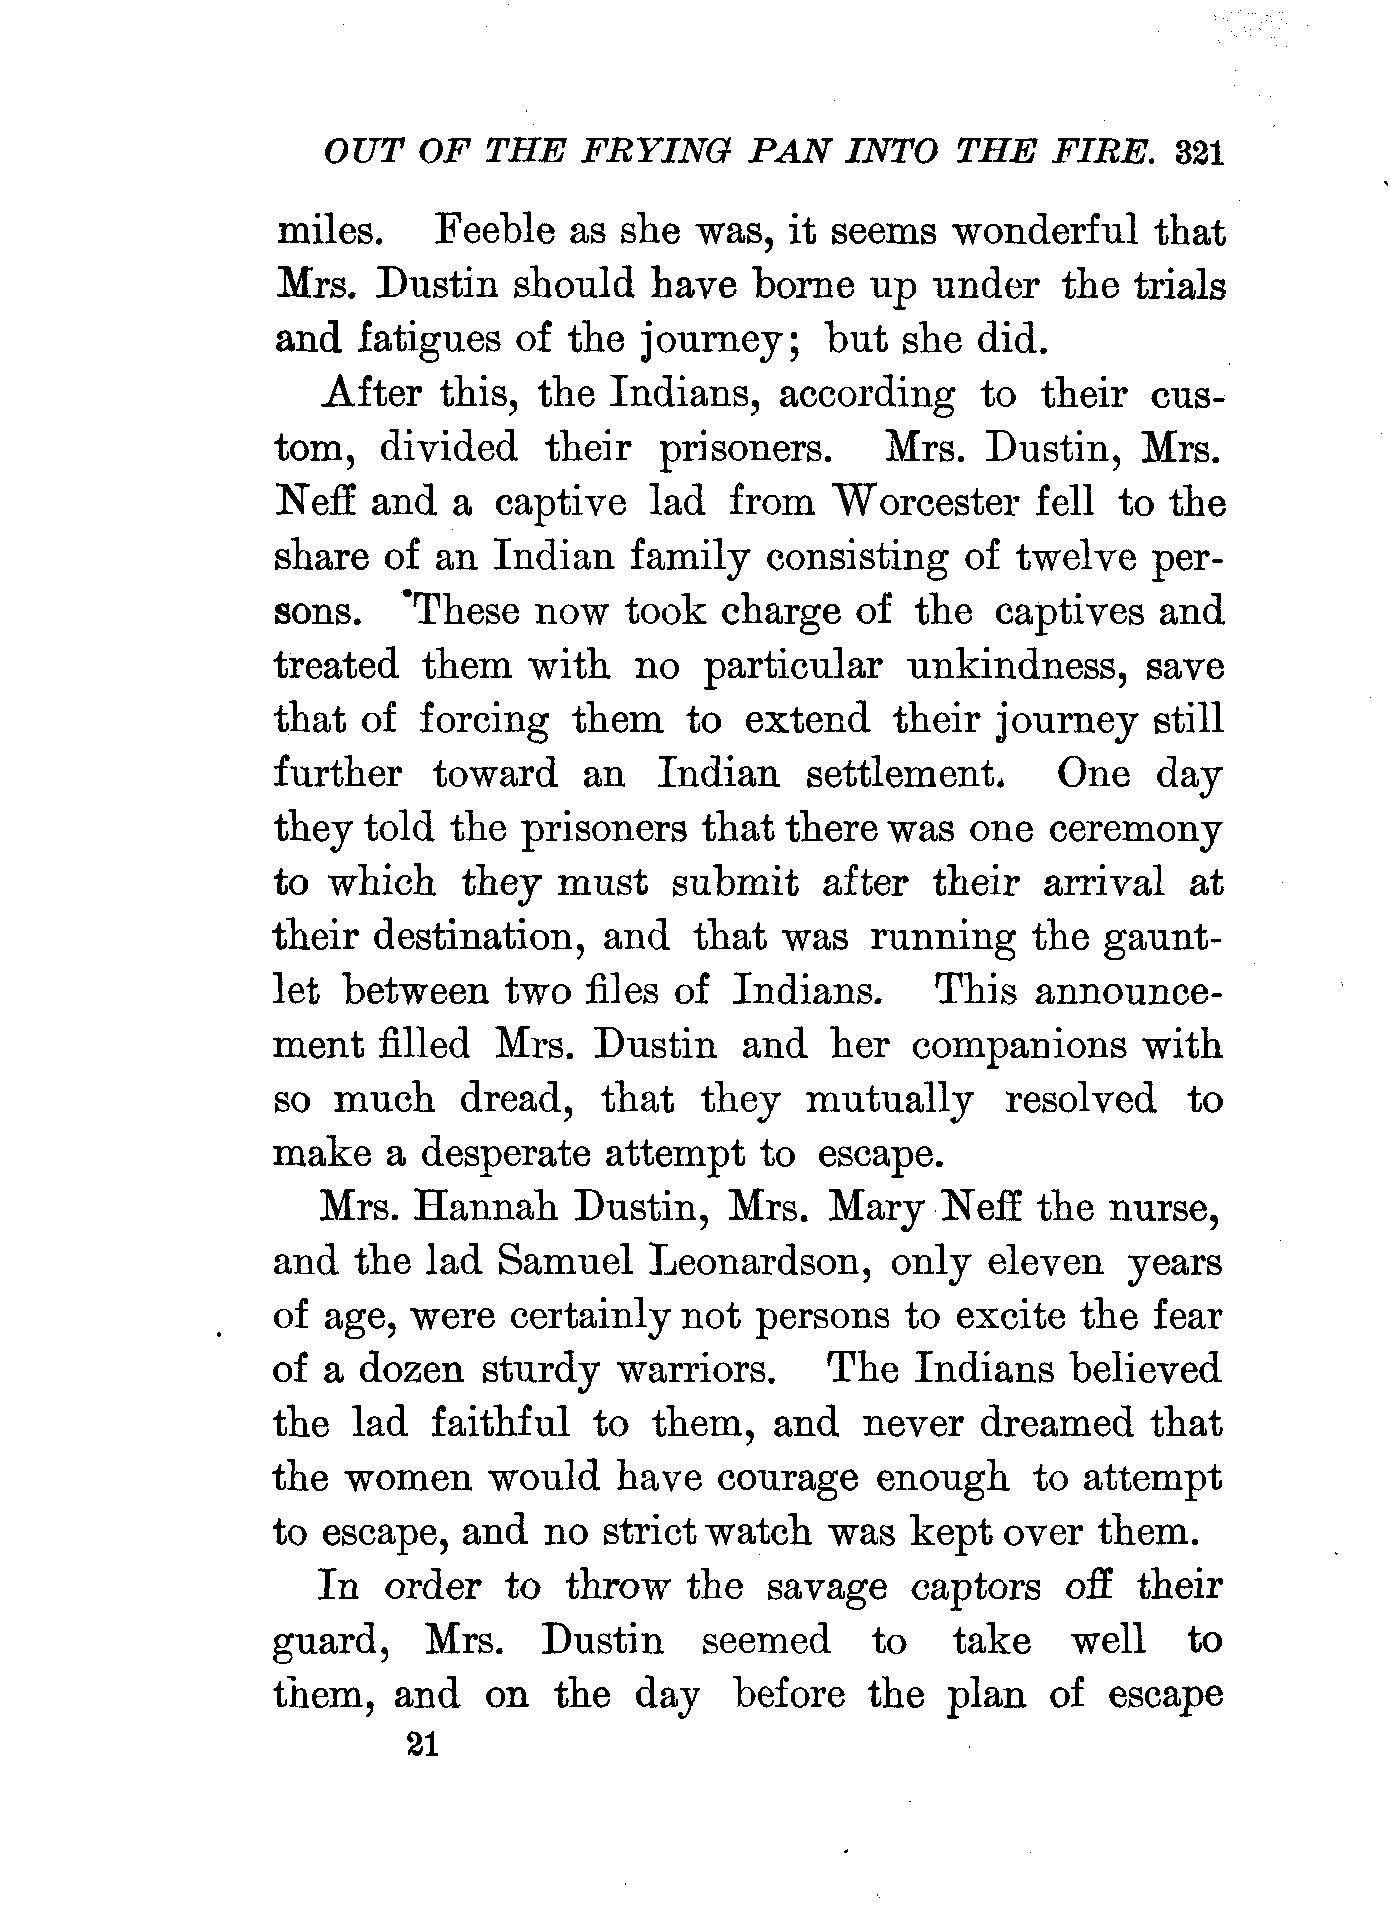 OUT OF THE FRYING PAN INTO THE FIRE. 321
miles. Feeble as she was, it seems wonderful that
Mrs. Dustin should have borne up under the trials
and fatigues of the journey; but she did.
After this, the Indians, according to their cus-
tom, divided their prisoners. Mrs. Dustin, Mrs.
Neff and a captive lad from Worcester fell to the
share of an Indian family consisting of twelve per-
sons. These now took charge of the captives and
treated them with no particular unkindness, save
that of forcing them to extend their journey still
further toward an Indian settlement. One day
they told the prisoners that there was one ceremony
to which they must submit after their arrival at
their destination, and that was running the gaunt-
let between two files of Indians. This announce-
ment filled Mrs. Dustin and her companions with
so much dread, that they mutually resolved to
make a desperate attempt to escape.
Mrs. Hannah Dustin, Mrs. Mary Neff the nurse,
and the lad Samuel Leonardson, only eleven years
of age, were certainly not persons to excite the fear
of a dozen sturdy warriors. The Indians believed
the lad faithful to them, and never dreamed that
the women would have courage enough to attempt
to escape, and no strict watch was kept over them.
In order to throw the savage captors off their
guard, Mrs. Dustin seemed to take well to
them, and on the day before the plan of escape
21